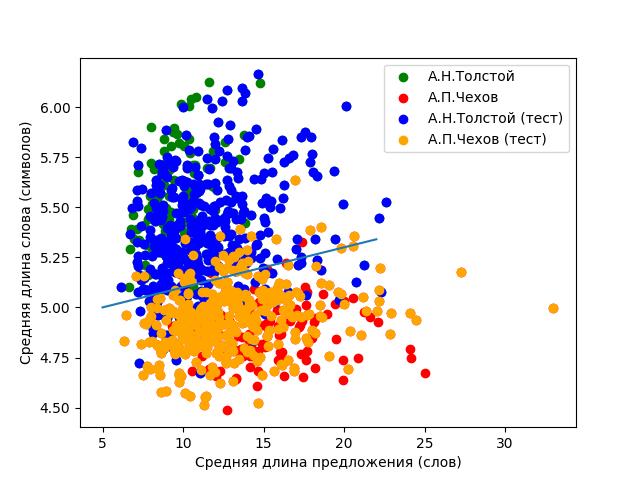 А.Н.Толстой
А.П.Чехов
А.Н.Толстой (тест)
А.П.Чехов (тест)
Средняя длина слова (символов)
6.00
5.75
5.50
5.25
5.00
4.75
4.50
5 10 15 20 25 30
Средняя длина предложения (слов)